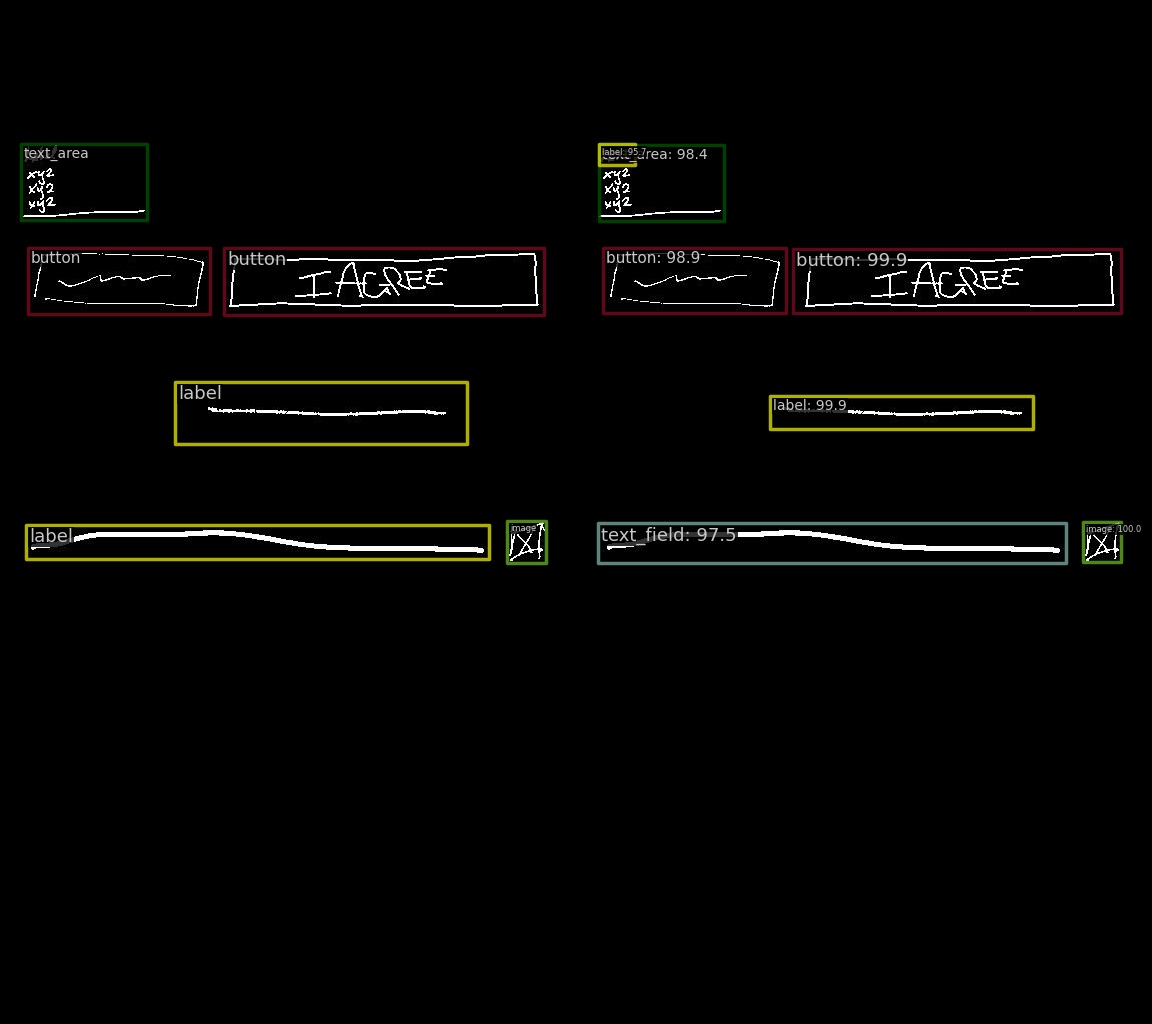 text_area
xy2
xy2
xy2
button
button
I AGREE
label
label
image
label: 95.7
text_area: 98.4
xy2
xy2
xy2
button: 98.9
button: 99.9
I AGREE
label: 99.9
text_field: 97.5
image: 100.0